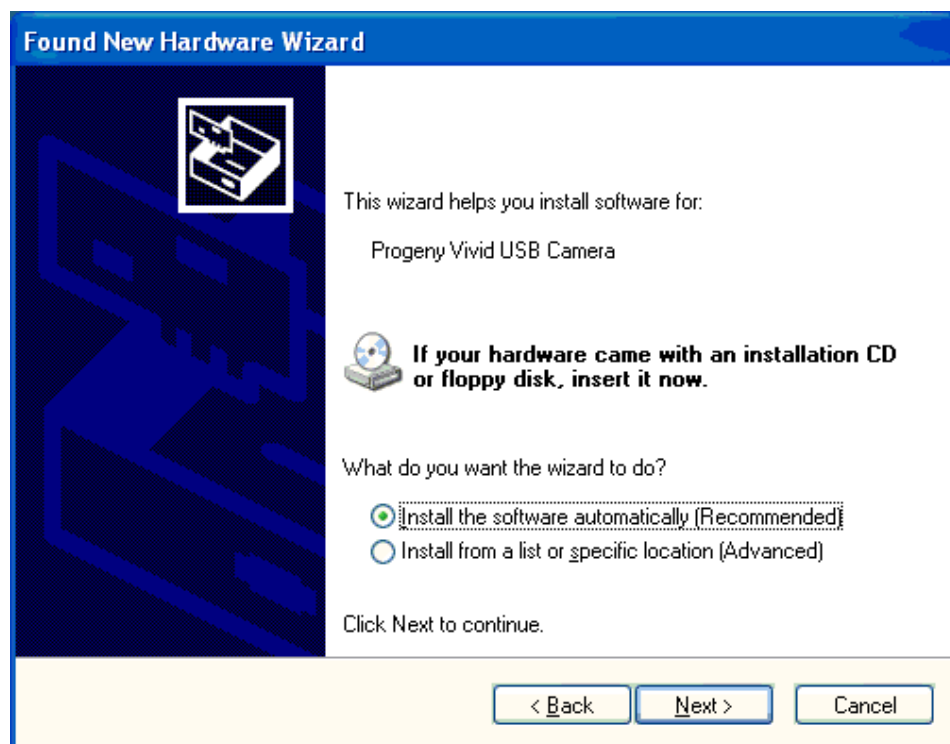 Found New Hardware Wizard
This wizard helps you install software for:
Progeny Vivid USB Camera
If your hardware came with an installation CD
or floppy disk, insert it now.
What do you want the wizard to do?
Install the software automatically (Recommended)
Install from a list or specific location (Advanced)
Click Next to continue.
< Back Next > Cancel